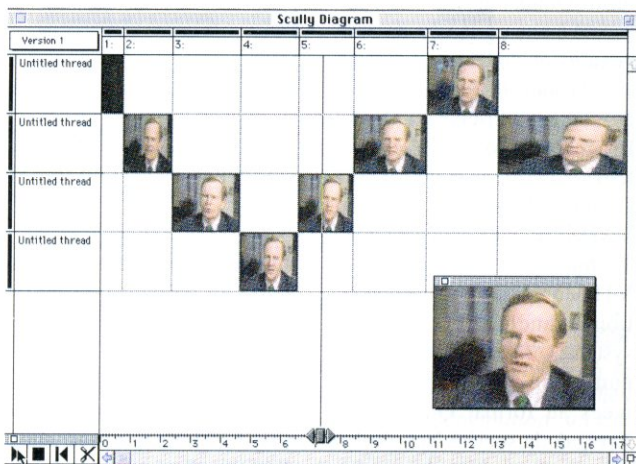 Scully Diagram
Version 1
1: 2: 3: 4: 5: 6: 7: 8:
Untitled thread
Untitled thread
Untitled thread
Untitled thread
0 1 2 3 4 5 6 8 9 10 11 12 13 14 15 16 17